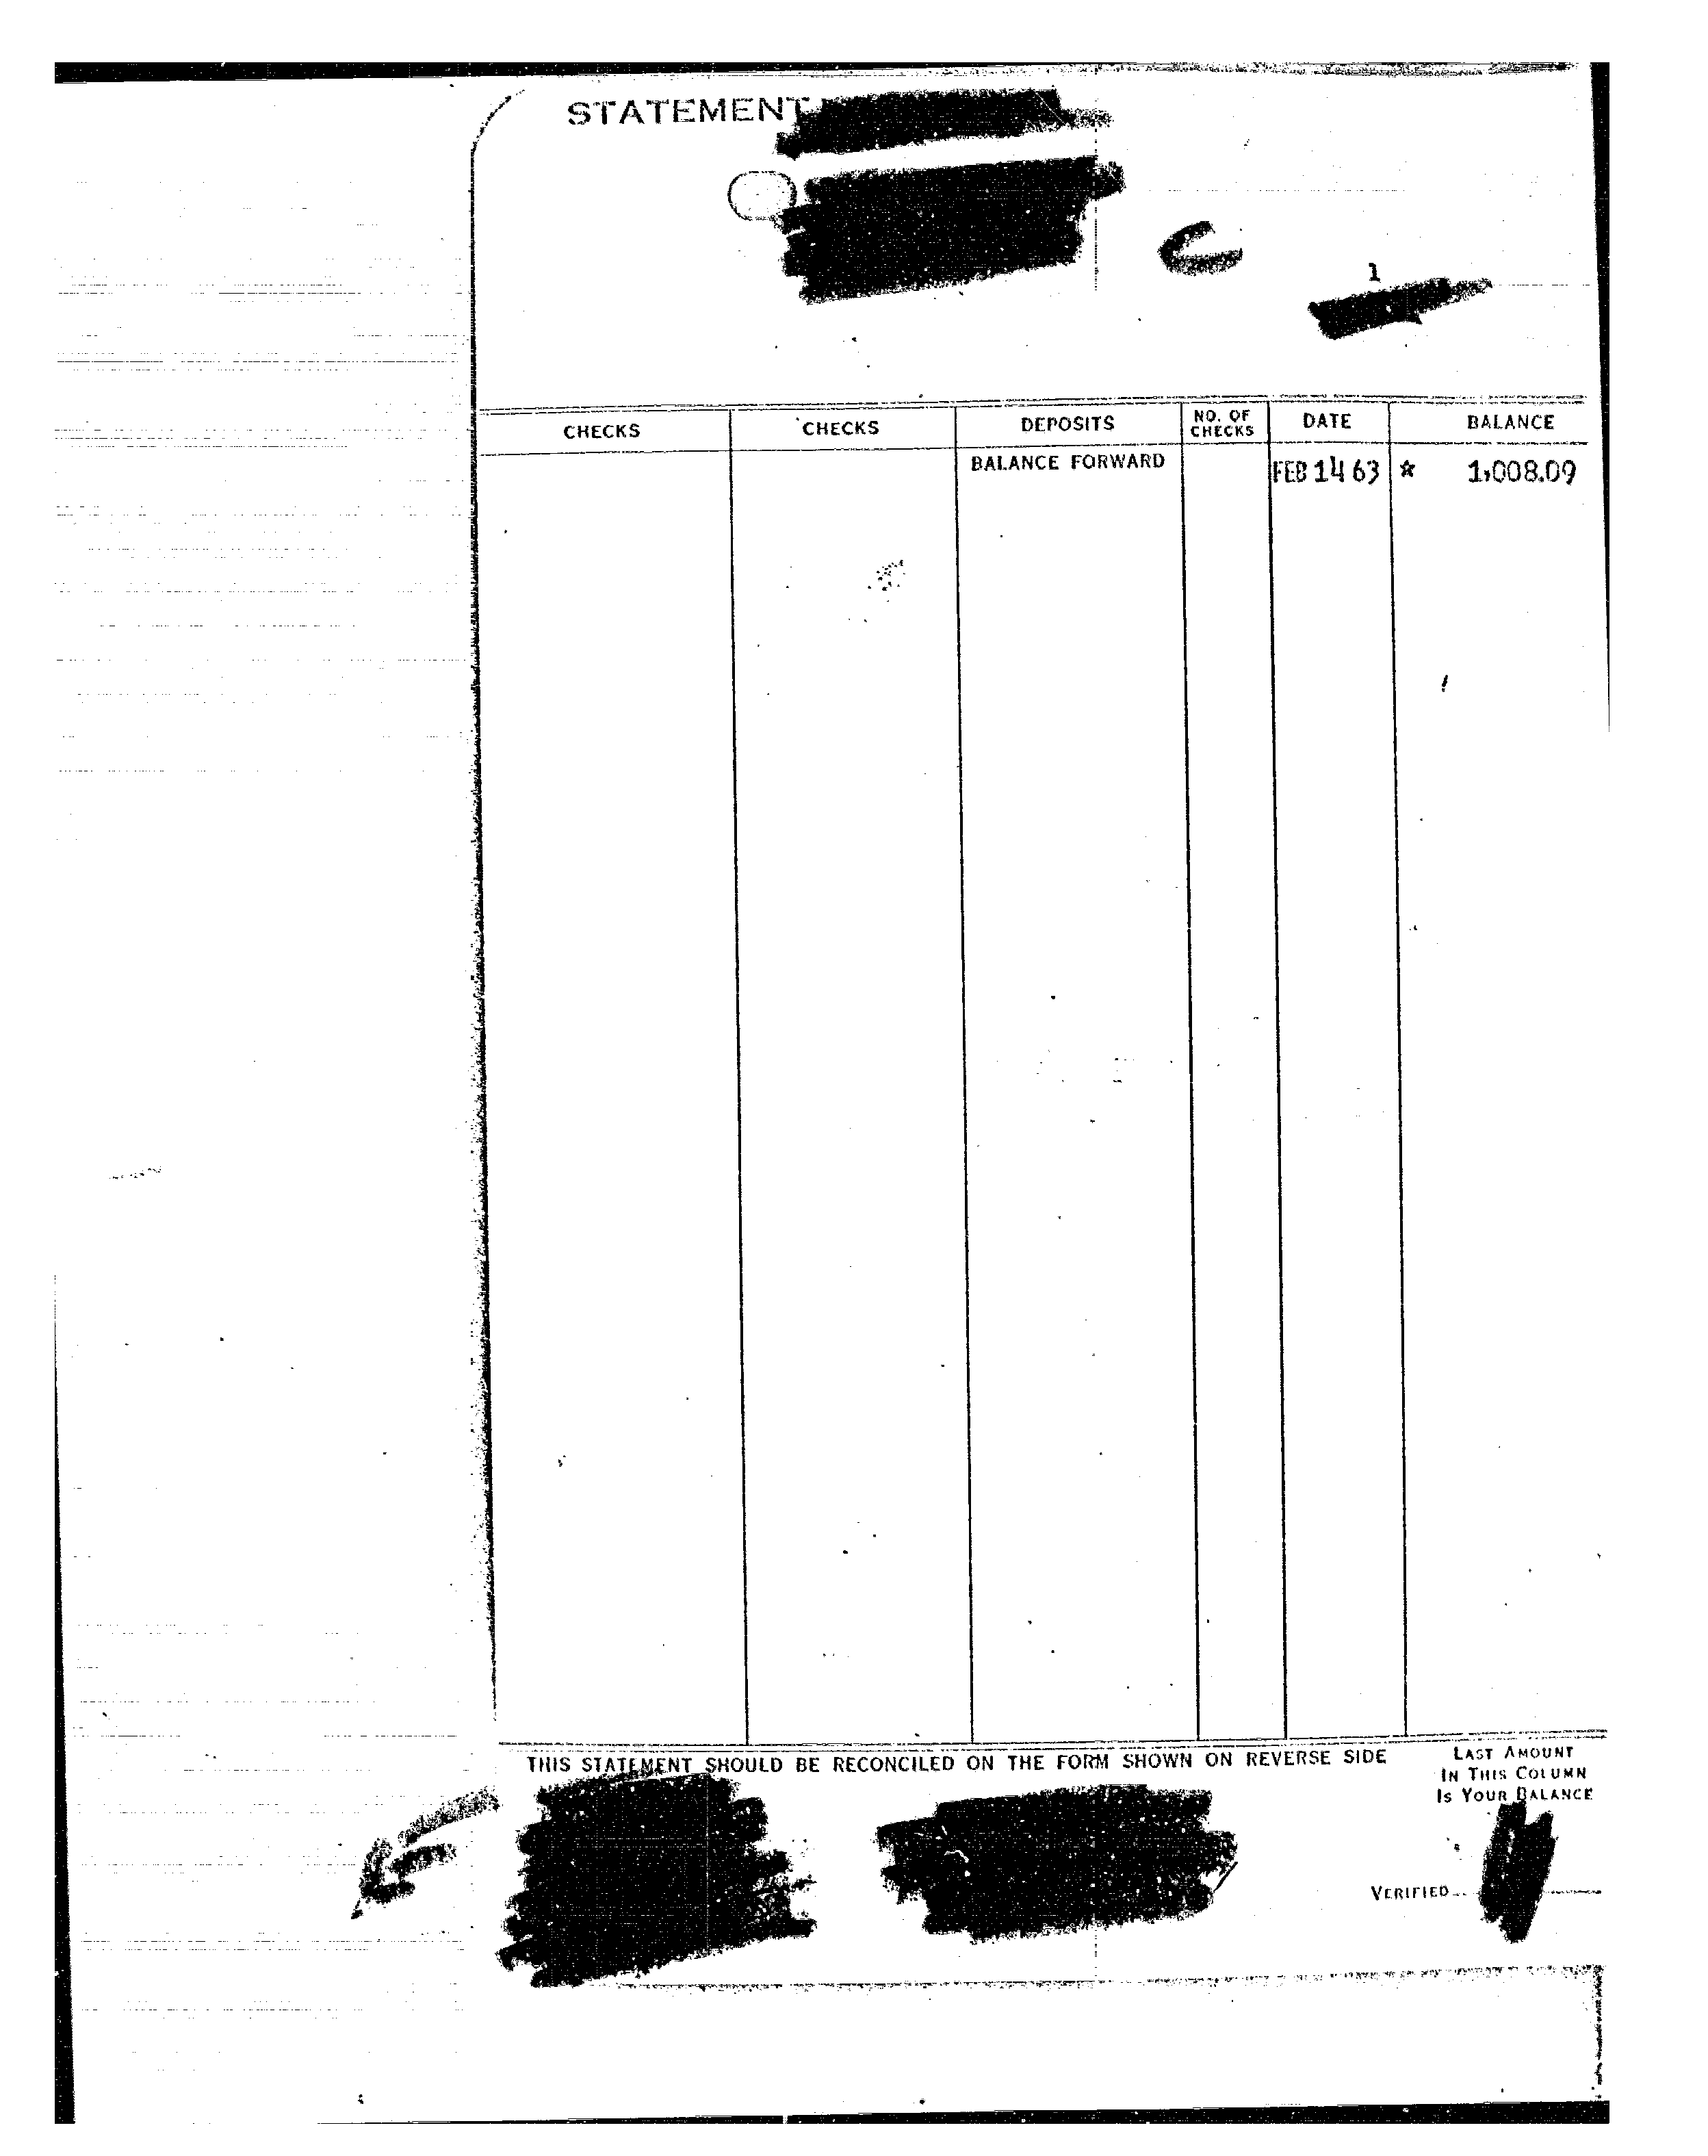 STATEMENT
1
CHECKS CHECKS DEPOSITS NO. OF CHECKS DATE BALANCE
BALANCE FORWARD FEB 14 63 * 1,008.09
THIS STATEMENT SHOULD BE RECONCILED ON THE FORM SHOWN ON REVERSE SIDE
LAST AMOUNT
IN THIS COLUMN
IS YOUR BALANCE
VERIFIED